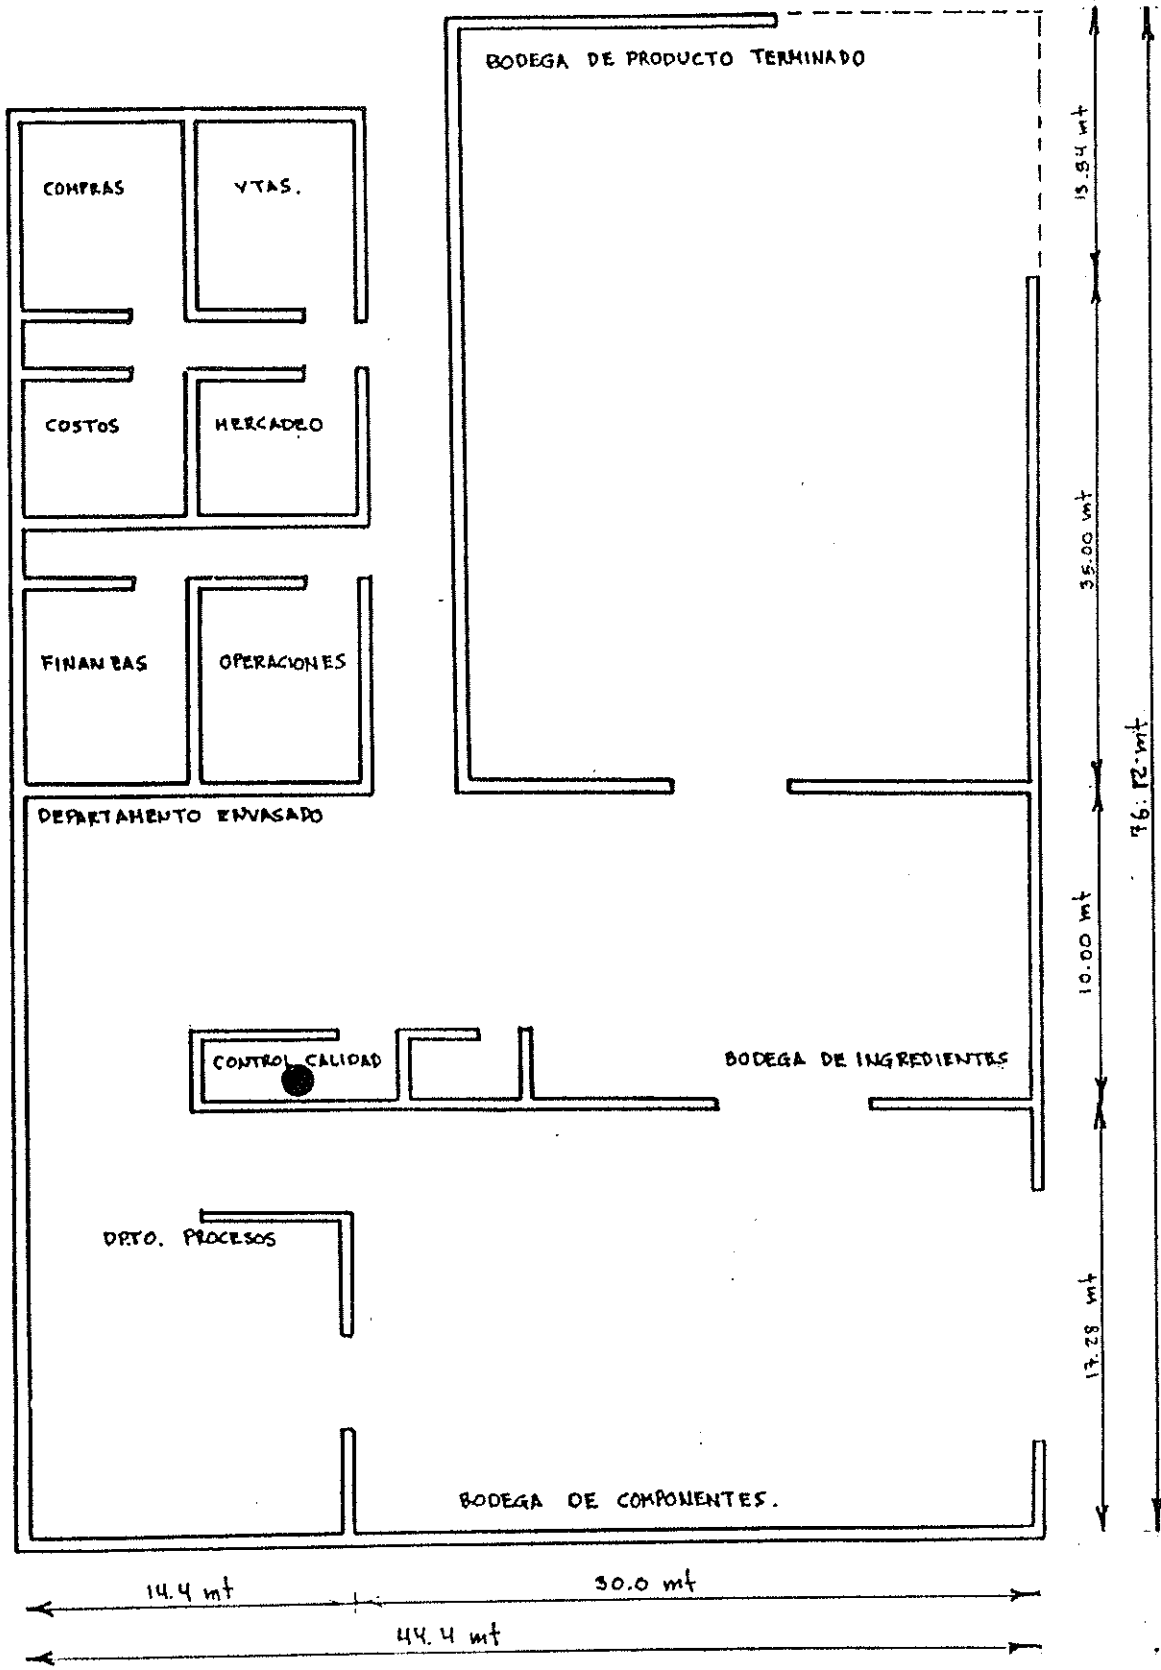 BODEGA DE PRODUCTO TERMINADO
COMPRAS
VTAS.
13.84 mt
COSTOS
MERCADEO
35.00 mt
FINANZAS
OPERACIONES
76.12 mt
DEPARTAMENTO ENVASADO
10.00 mt
CONTROL CALIDAD
BODEGA DE INGREDIENTES
DPTO. PROCESOS
17.28 mt
BODEGA DE COMPONENTES.
14.4 mt
30.0 mt
44.4 mt